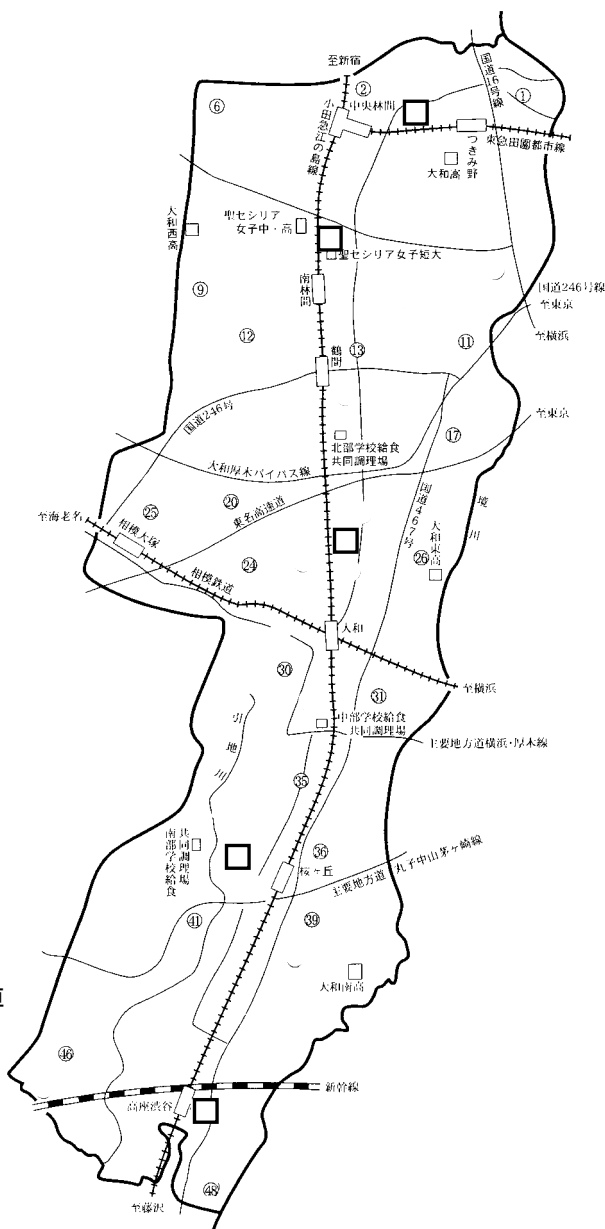 至新宿
②
中央林間
⑥
小田急江の島線
国道16号線
①
東急田園都市線
つきみ野
大和高
大和西高
聖セシリア
女子中・高
聖セシリア女子短大
⑨
南林間
国道246号線
至東京
⑫
⑬
⑪
至横浜
鶴間
国道246号
⑰
至東京
北部学校給食
共同調理場
大和厚木バイパス線
東名高速道
国道467号
境川
⑳
㉕
至海老名
相模大塚
大和東高
㉔
㉖
相模鉄道
大和
㉚
㉛
至横浜
引地川
中部学校給食
共同調理場
主要地方道横浜・厚木線
㉟
南部学校給食
共同調理場
㊱
桜ヶ丘
主要地方道 丸子中山茅ヶ崎線
㊶
㊴
大和南高
㊻
新幹線
高座渋谷
㊽
至藤沢